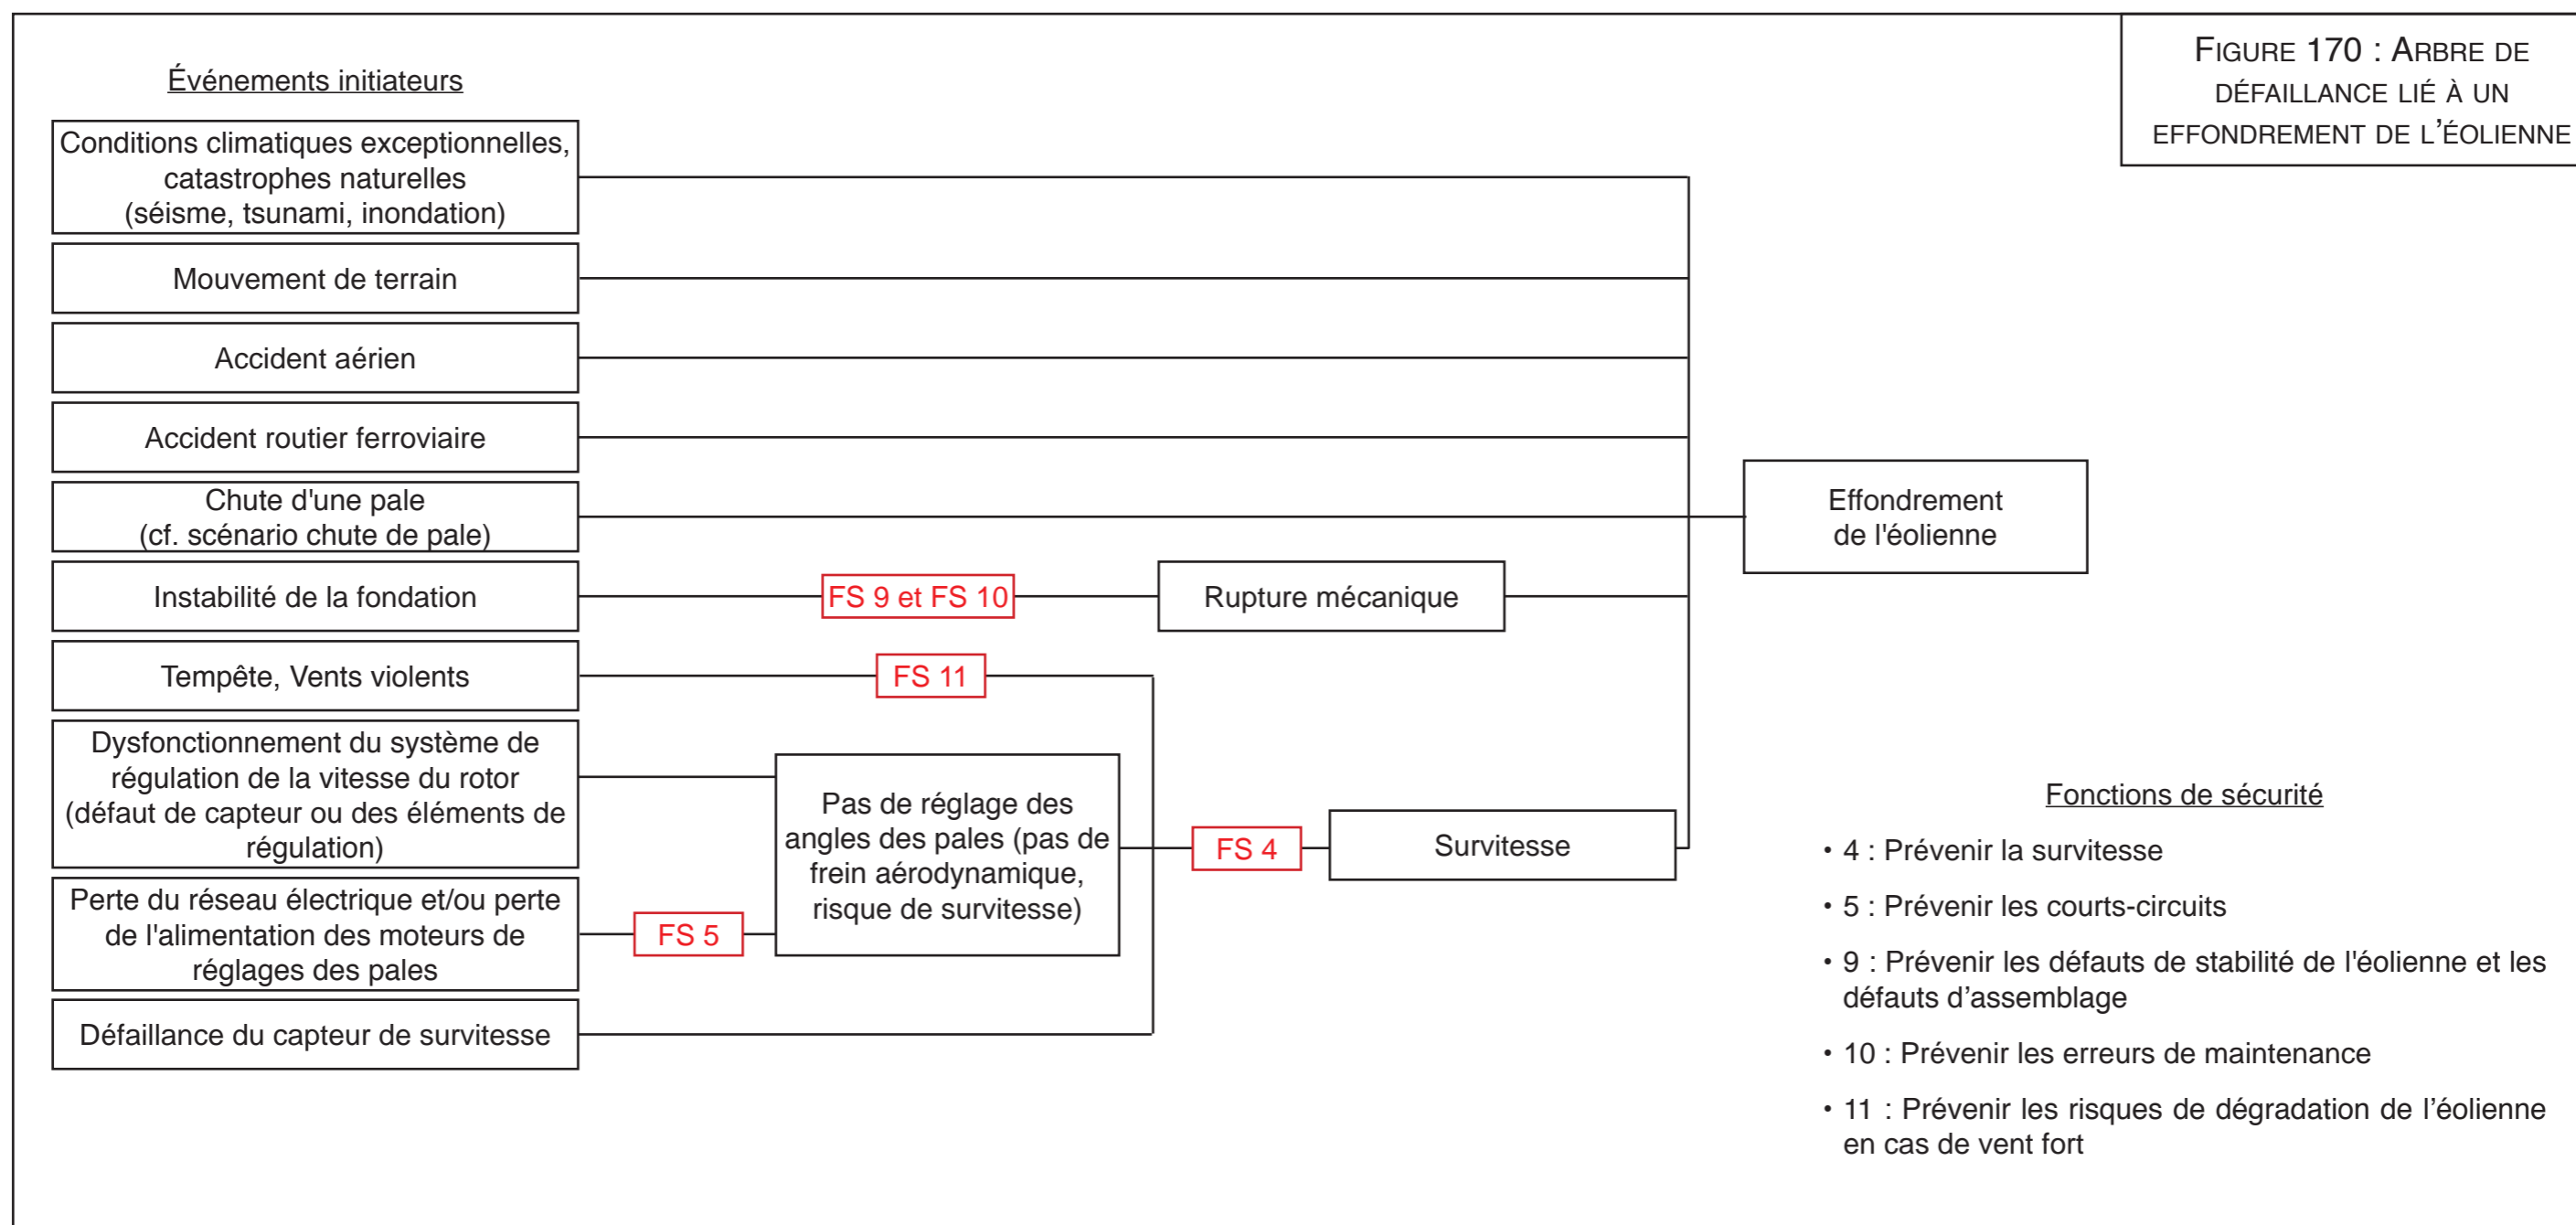 FIGURE 170 : ARBRE DE
DÉFAILLANCE LIÉ À UN
EFFONDREMENT DE L'ÉOLIENNE
Événements initiateurs
Conditions climatiques exceptionnelles,
catastrophes naturelles
(séisme, tsunami, inondation)
Mouvement de terrain
Accident aérien
Accident routier ferroviaire
Chute d'une pale
(cf. scénario chute de pale)
Effondrement
de l'éolienne
Instabilité de la fondation
FS 9 et FS 10
Rupture mécanique
Tempête, Vents violents
FS 11
Dysfonctionnement du système de
régulation de la vitesse du rotor
(défaut de capteur ou des éléments de
régulation)
Pas de réglage des
angles des pales (pas de
frein aérodynamique,
risque de survitesse)
FS 4
Survitesse
Perte du réseau électrique et/ou perte
de l'alimentation des moteurs de
réglages des pales
FS 5
Défaillance du capteur de survitesse
Fonctions de sécurité
• 4 : Prévenir la survitesse
• 5 : Prévenir les courts-circuits
• 9 : Prévenir les défauts de stabilité de l'éolienne et les
défauts d'assemblage
• 10 : Prévenir les erreurs de maintenance
• 11 : Prévenir les risques de dégradation de l'éolienne
en cas de vent fort